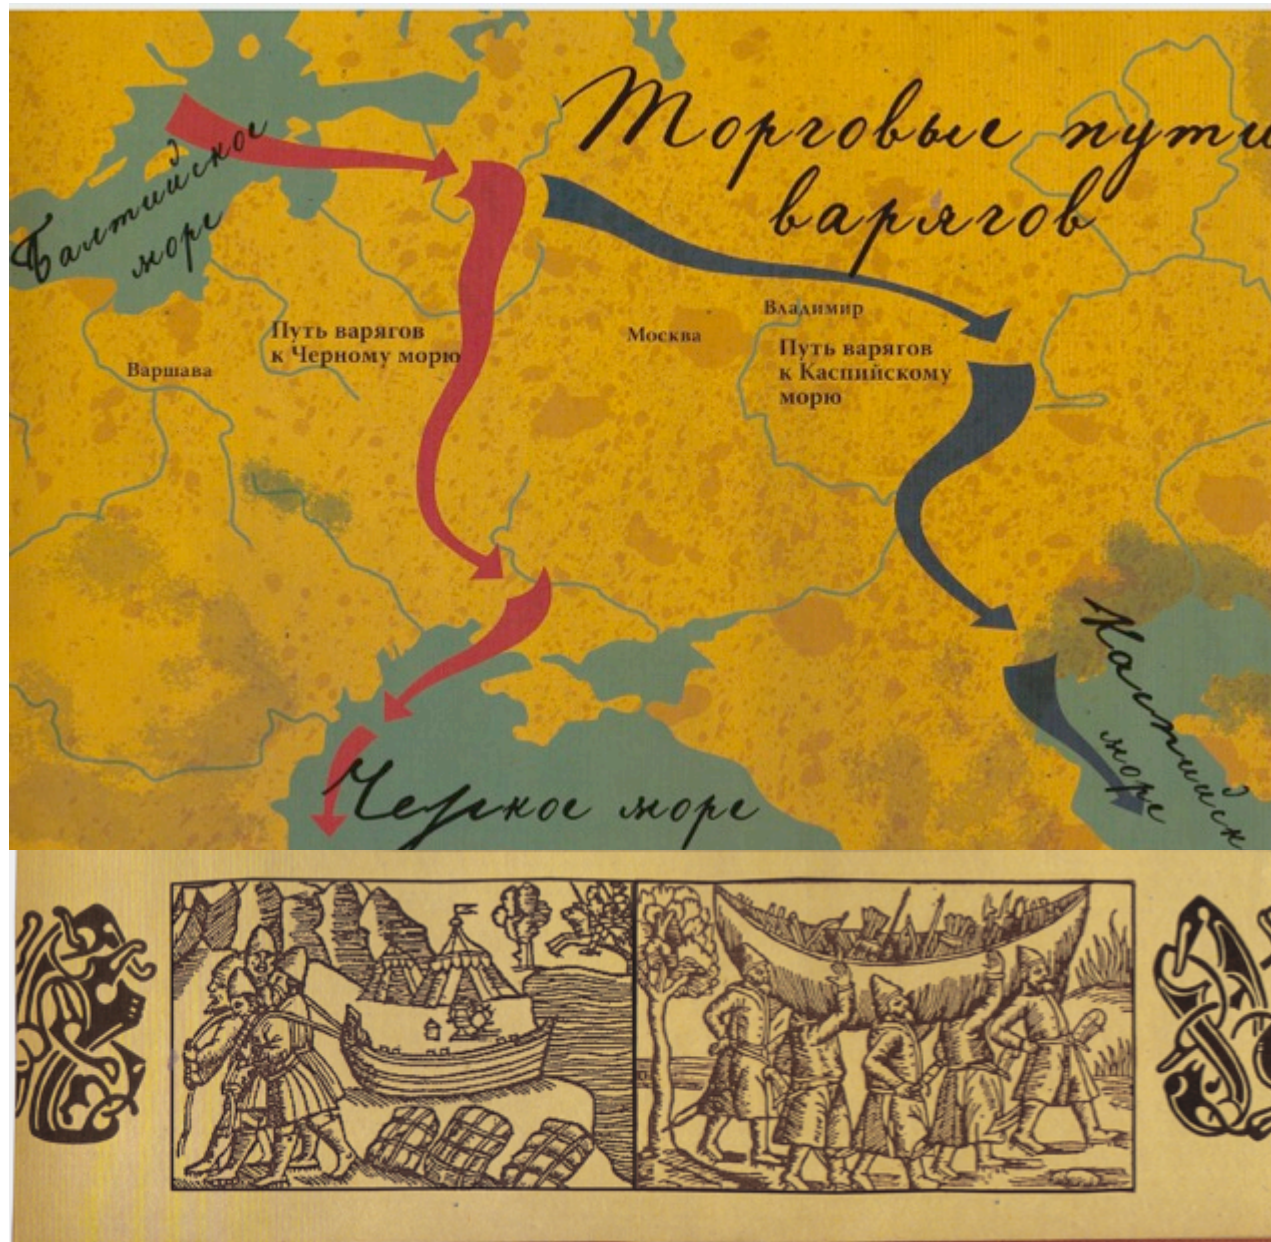 Торговые пути
варягов
Балтийское
море
Путь варягов
к Черному морю
Варшава
Москва
Владимир
Путь варягов
к Каспийскому
морю
Каспийск
море
Черное море